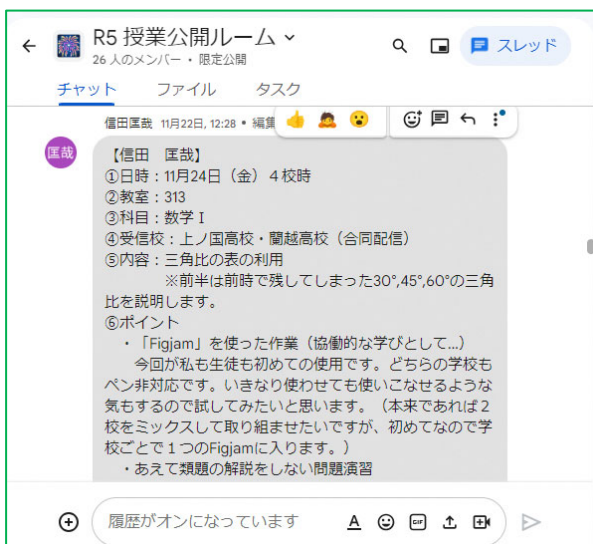 R5 授業公開ルーム
26 人のメンバー・限定公開
スレッド
チャット ファイル タスク
信田匡哉 11月22日, 12:28 • 編集
匡哉
【信田 匡哉】
①日時：11月24日（金）４校時
②教室：313
③科目：数学Ⅰ
④受信校：上ノ国高校・蘭越高校（合同配信）
⑤内容：三角比の表の利用
※前半は前時で残してしまった30°,45°,60°の三角
比を説明します。
⑥ポイント
・「Figjam」を使った作業（協働的な学びとして...）
今回が私も生徒も初めての使用です。どちらの学校も
ペン非対応です。いきなり使わせても使いこなせるような
気もするので試してみたいと思います。（本来であれば２
校をミックスして取り組ませたいですが、初めてなので学
校ごとで１つのFigjamに入ります。）
・あえて類題の解説をしない問題演習
履歴がオンになっています
A
GIF